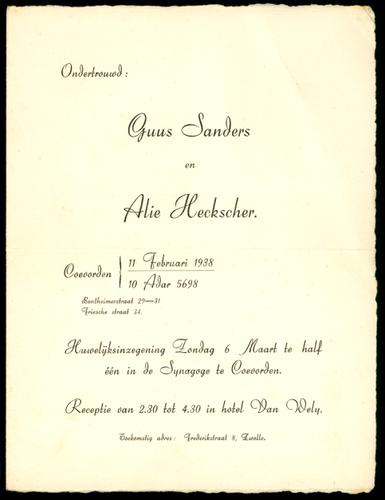 Ondertrouwd:
Guus Sanders
en
Alie Heckscher.
Coevorden
11 Februari 1938
10 Adar 5698
Bentheimerstraat 29—31
Friesche straat 24.
Huwelijksinzegening Zondag 6 Maart te half
één in de Synagoge te Coevorden.
Receptie van 2.30 tot 4.30 in hotel Van Wely.
Toekomstig adres: Frederikstraat 8, Zwolle.